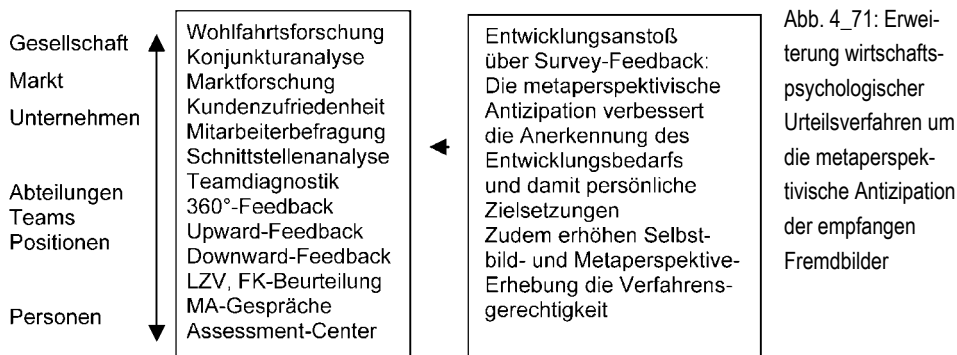 Gesellschaft
Markt
Unternehmen
Abteilungen
Teams
Positionen
Personen
Wohlfahrtsforschung
Konjunkturanalyse
Marktforschung
Kundenzufriedenheit
Mitarbeiterbefragung
Schnittstellenanalyse
Teamdiagnostik
360°-Feedback
Upward-Feedback
Downward-Feedback
LZV, FK-Beurteilung
MA-Gespräche
Assessment-Center
Entwicklungsanstoß
über Survey-Feedback:
Die metaperspektivische
Antizipation verbessert
die Anerkennung des
Entwicklungsbedarfs
und damit persönliche
Zielsetzungen
Zudem erhöhen Selbst-
bild- und Metaperspektive-
Erhebung die Verfahrens-
gerechtigkeit
Abb. 4_71: Erwei-
terung wirtschafts-
psychologischer
Urteilsverfahren um
die metaperspek-
tivische Antizipation
der empfangen
Fremdbilder